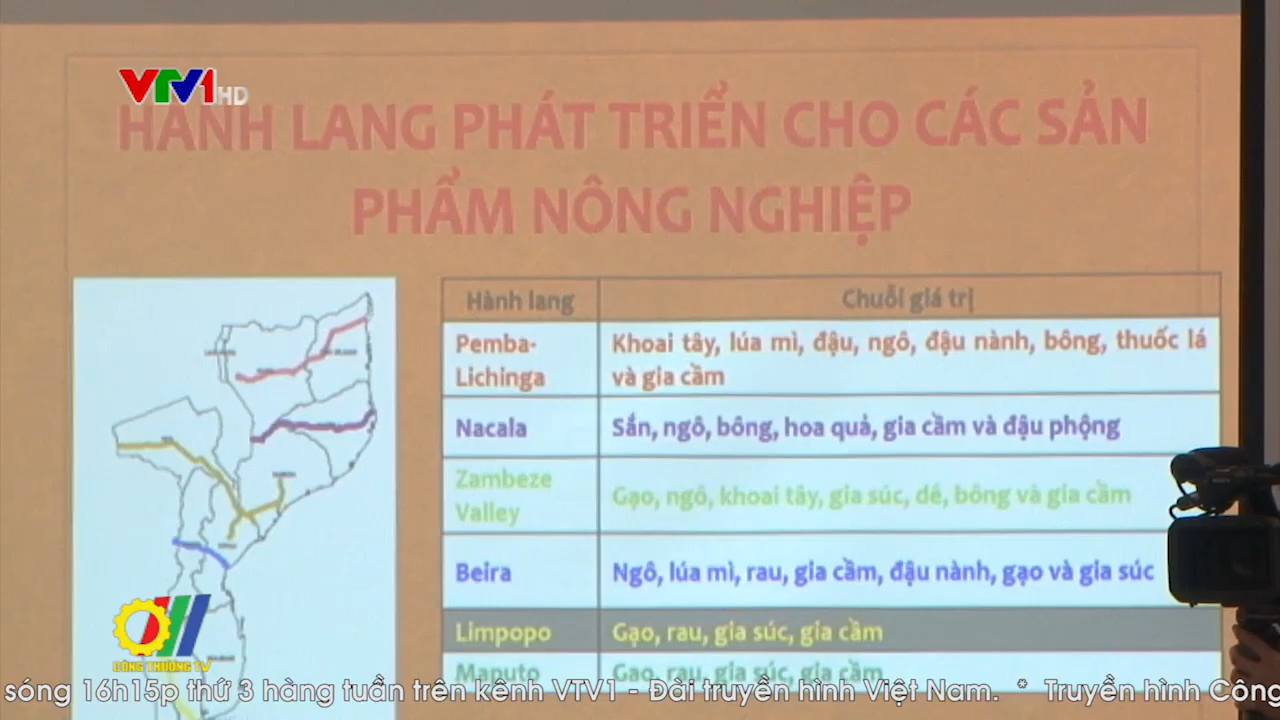 VTV1 HD
HÀNH LANG PHÁT TRIỂN CHO CÁC SẢN
PHẨM NÔNG NGHIỆP
Hành lang
Chuỗi giá trị
Pemba-
Lichinga
Khoai tây, lúa mì, đậu, ngô, đậu nành, bông, thuốc lá
và gia cầm
Nacala
Sắn, ngô, bông, hoa quả, gia cầm và đậu phộng
Zambeze
Valley
Gạo, ngô, khoai tây, gia súc, dê, bông và gia cầm
Beira
Ngô, lúa mì, rau, gia cầm, đậu nành, gạo và gia súc
Limpopo
Gạo, rau, gia súc, gia cầm
Maputo
Gạo, rau, gia súc, gia cầm
CÔNG THƯƠNG TV
sóng 16h15p thứ 3 hàng tuần trên kênh VTV1 - Đài truyền hình Việt Nam. * Truyền hình Công